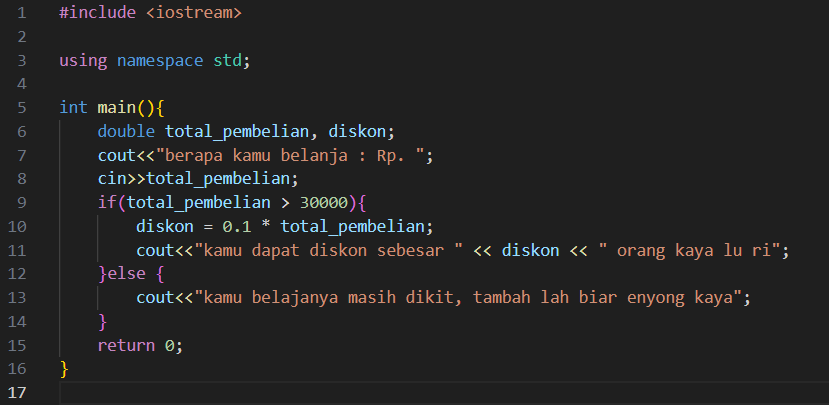 1 #include <iostream>
2
3 using namespace std;
4
5 int main(){
6     double total_pembelian, diskon;
7     cout<<"berapa kamu belanja : Rp. ";
8     cin>>total_pembelian;
9     if(total_pembelian > 30000){
10         diskon = 0.1 * total_pembelian;
11         cout<<"kamu dapat diskon sebesar " << diskon << " orang kaya lu ri";
12     }else {
13         cout<<"kamu belajanya masih dikit, tambah lah biar enyong kaya";
14     }
15     return 0;
16 }
17